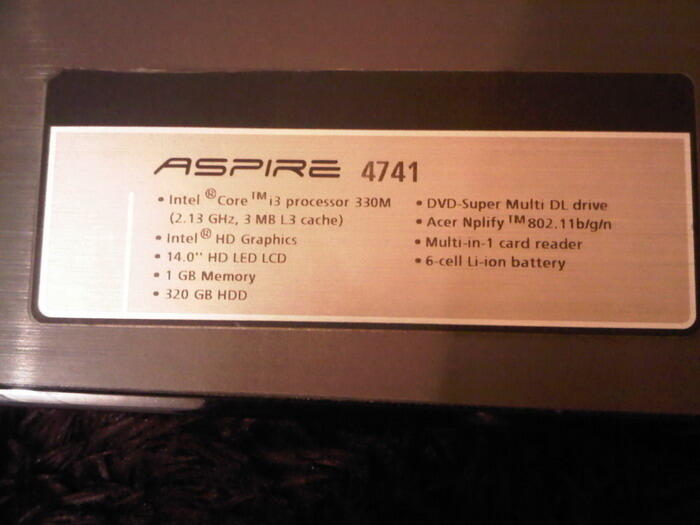 ASPIRE 4741
• Intel ®Core™i3 processor 330M
(2.13 GHz, 3 MB L3 cache)
• Intel® HD Graphics
• 14.0" HD LED LCD
• 1 GB Memory
• 320 GB HDD
• DVD-Super Multi DL drive
• Acer Nplify™802.11b/g/n
• Multi-in-1 card reader
• 6-cell Li-ion battery